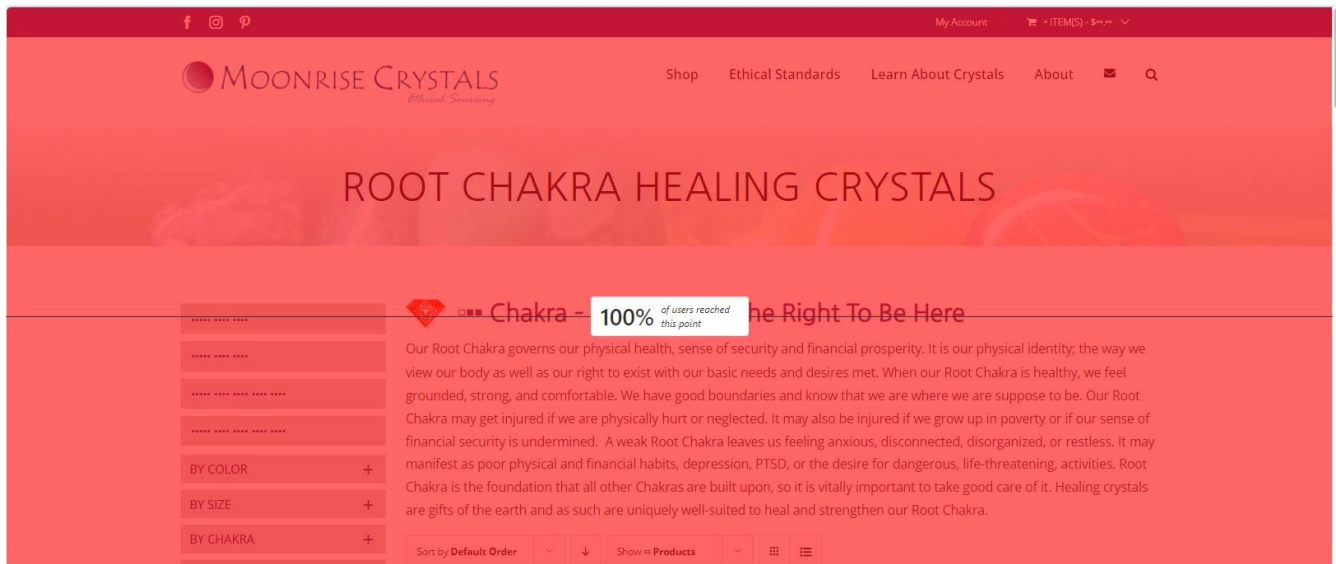 My Account
ITEM(S) - $
MOONRISE CRYSTALS
Ethical Sourcing
Shop Ethical Standards Learn About Crystals About
ROOT CHAKRA HEALING CRYSTALS
Chakra - he Right To Be Here
100% of users reached
this point
Our Root Chakra governs our physical health, sense of security and financial prosperity. It is our physical identity; the way we
view our body as well as our right to exist with our basic needs and desires met. When our Root Chakra is healthy, we feel
grounded, strong, and comfortable. We have good boundaries and know that we are where we are suppose to be. Our Root
Chakra may get injured if we are physically hurt or neglected. It may also be injured if we grow up in poverty or if our sense of
financial security is undermined. A weak Root Chakra leaves us feeling anxious, disconnected, disorganized, or restless. It may
manifest as poor physical and financial habits, depression, PTSD, or the desire for dangerous, life-threatening, activities. Root
Chakra is the foundation that all other Chakras are built upon, so it is vitally important to take good care of it. Healing crystals
are gifts of the earth and as such are uniquely well-suited to heal and strengthen our Root Chakra.
BY COLOR +
BY SIZE +
BY CHAKRA +
Sort by Default Order
Show Products